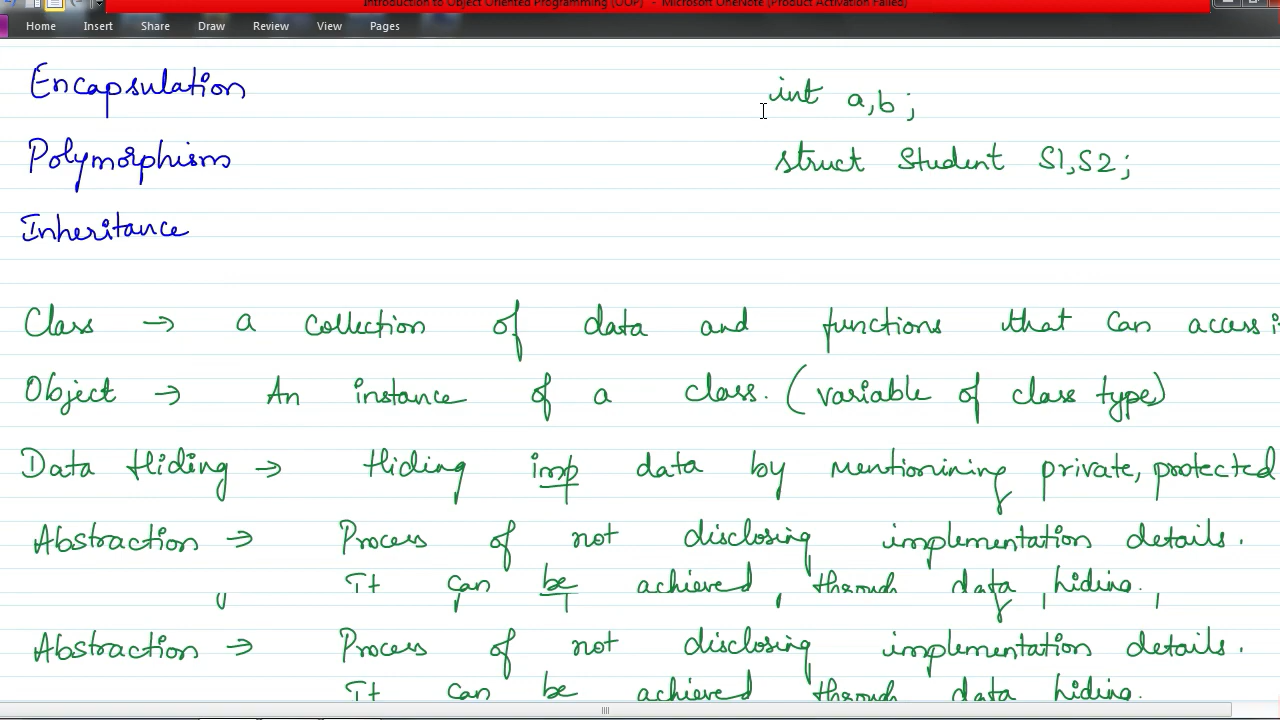 Introduction to Object Oriented Programming (OOP) - Microsoft OneNote (Product Activation Failed)
Home Insert Share Draw Review View Pages
Encapsulation
int a,b;
Polymorphism
struct Student S1,S2;
Inheritance
Class → a collection of data and functions that can access i
Object → An instance of a class. (variable of class type)
Data Hiding → Hiding imp data by mentionining private, protected
Abstraction → Process of not disclosing implementation details.
It can be achieved through data hiding.
Abstraction → Process of not disclosing implementation details.
It can be achieved through data hiding.